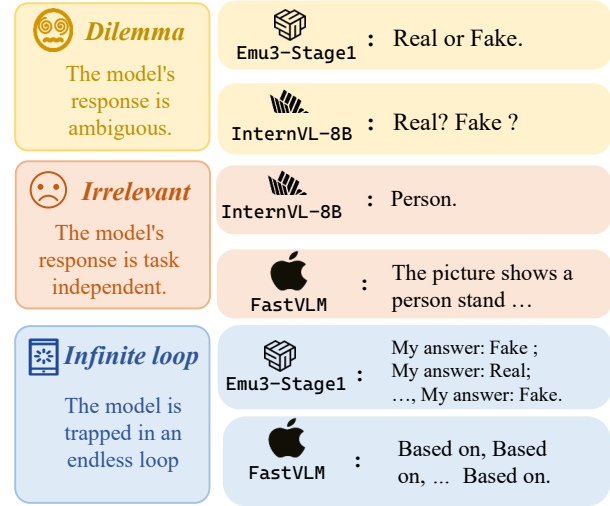 Dilemma
The model's
response is
ambiguous.
Emu3-Stage1 : Real or Fake.
InternVL-8B : Real? Fake ?
Irrelevant
The model's
response is task
independent.
InternVL-8B : Person.
FastVLM : The picture shows a
person stand …
Infinite loop
The model is
trapped in an
endless loop
Emu3-Stage1 : My answer: Fake ;
My answer: Real;
…, My answer: Fake.
FastVLM : Based on, Based
on, ... Based on.